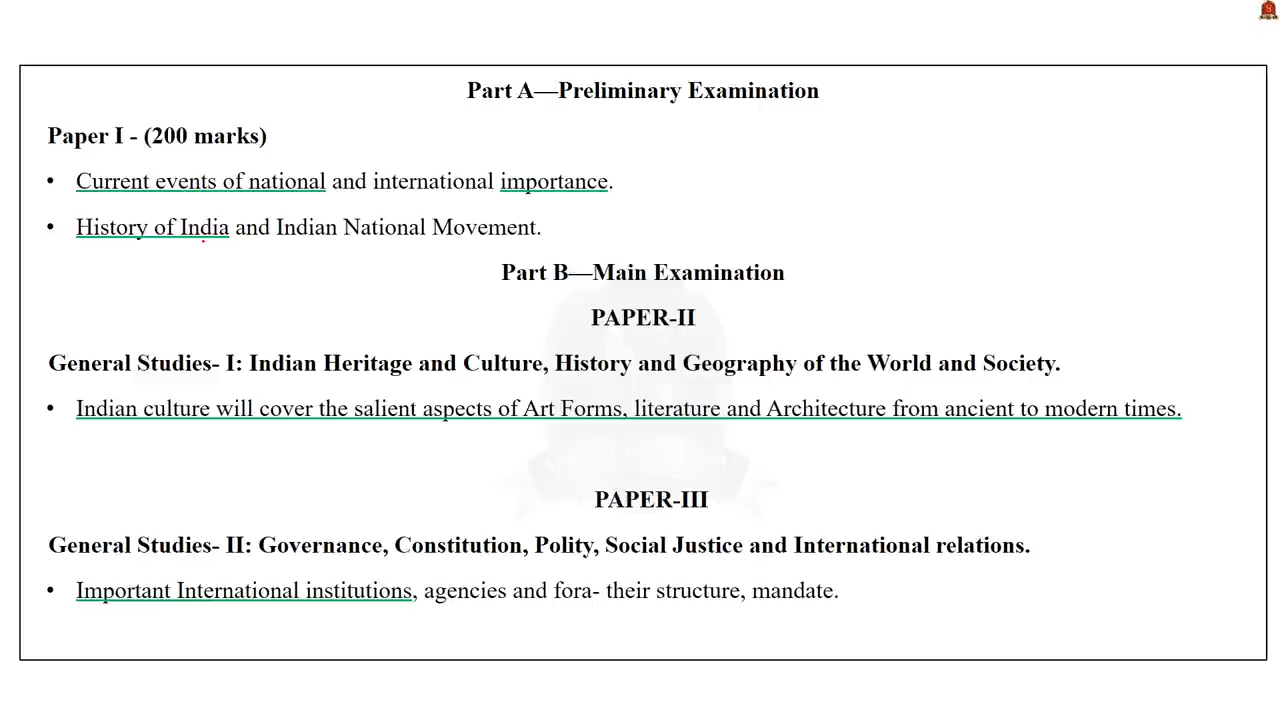 Part A—Preliminary Examination
Paper I - (200 marks)
• Current events of national and international importance.
• History of India and Indian National Movement.
Part B—Main Examination
PAPER-II
General Studies- I: Indian Heritage and Culture, History and Geography of the World and Society.
• Indian culture will cover the salient aspects of Art Forms, literature and Architecture from ancient to modern times.
PAPER-III
General Studies- II: Governance, Constitution, Polity, Social Justice and International relations.
• Important International institutions, agencies and fora- their structure, mandate.